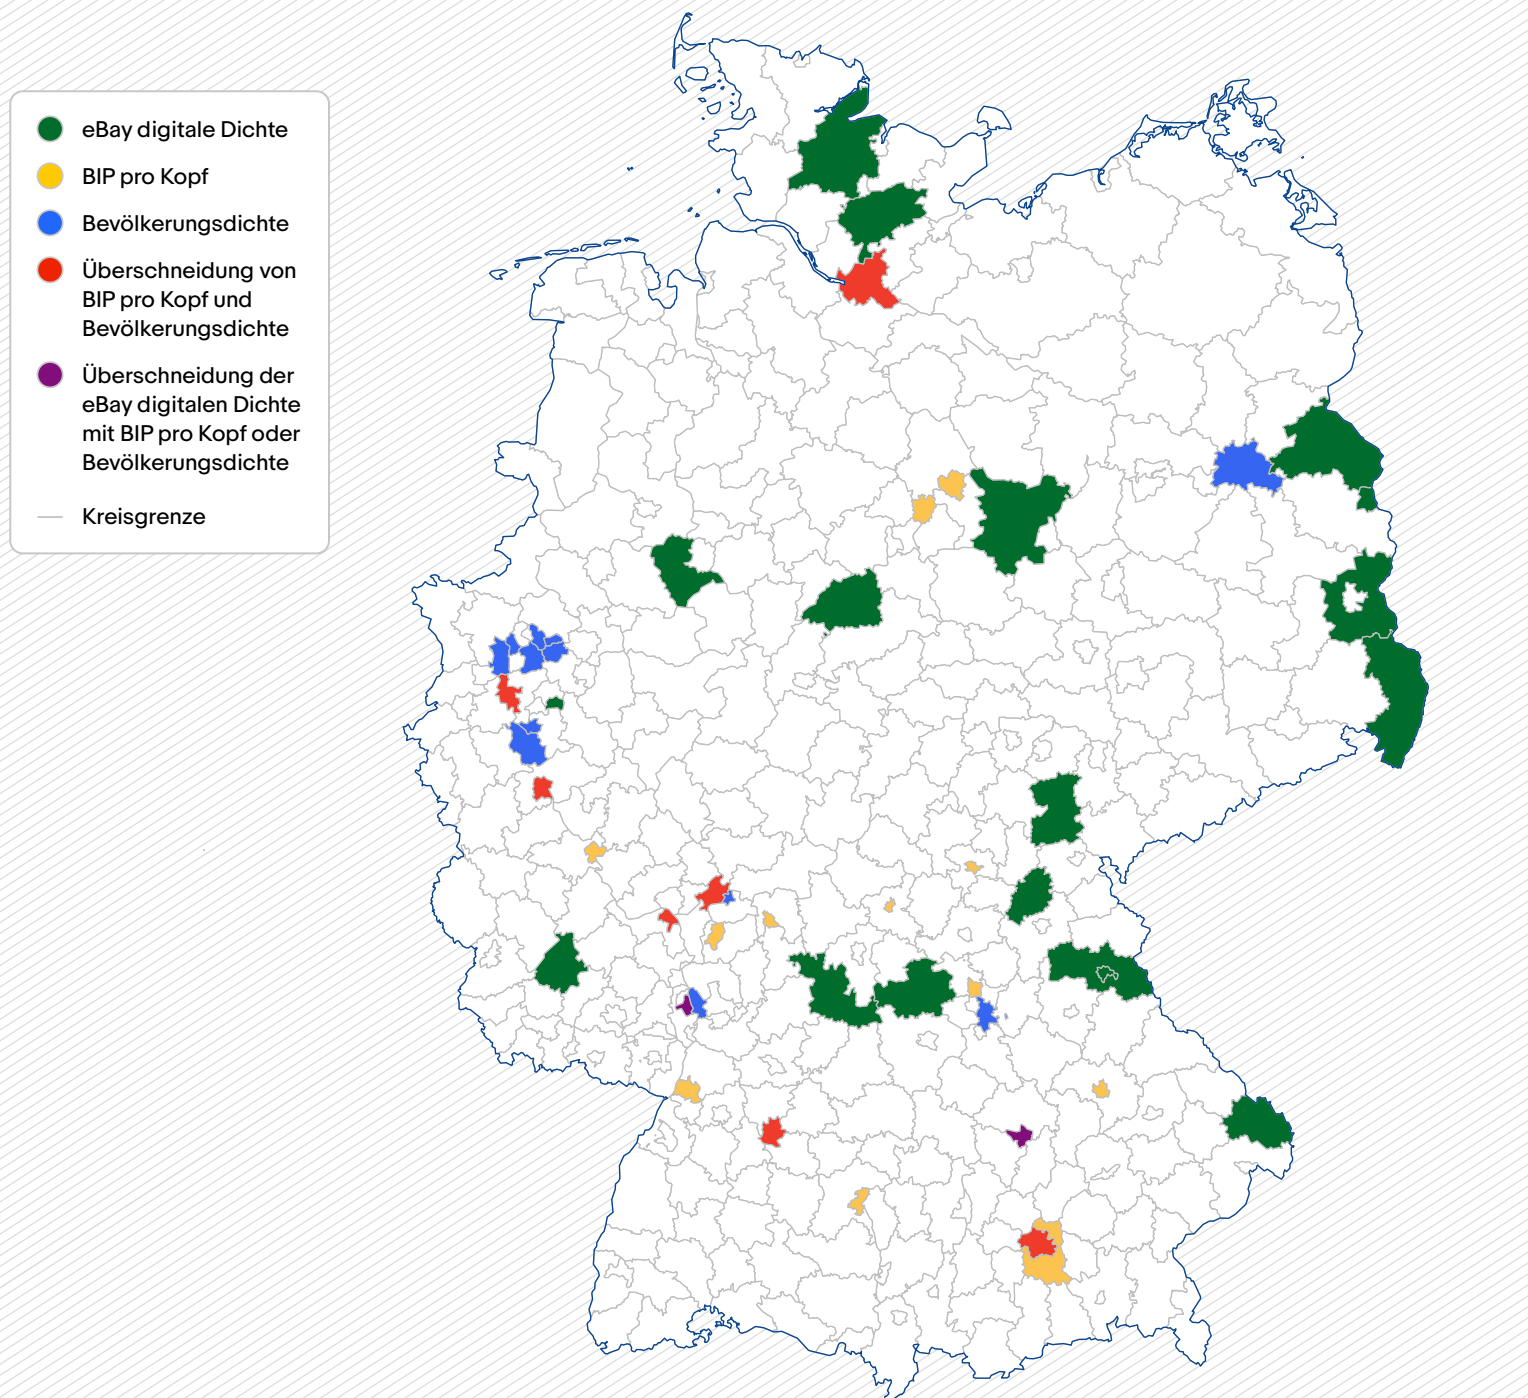 eBay digitale Dichte
BIP pro Kopf
Bevölkerungsdichte
Überschneidung von
BIP pro Kopf und
Bevölkerungsdichte
Überschneidung der
eBay digitalen Dichte
mit BIP pro Kopf oder
Bevölkerungsdichte
Kreisgrenze